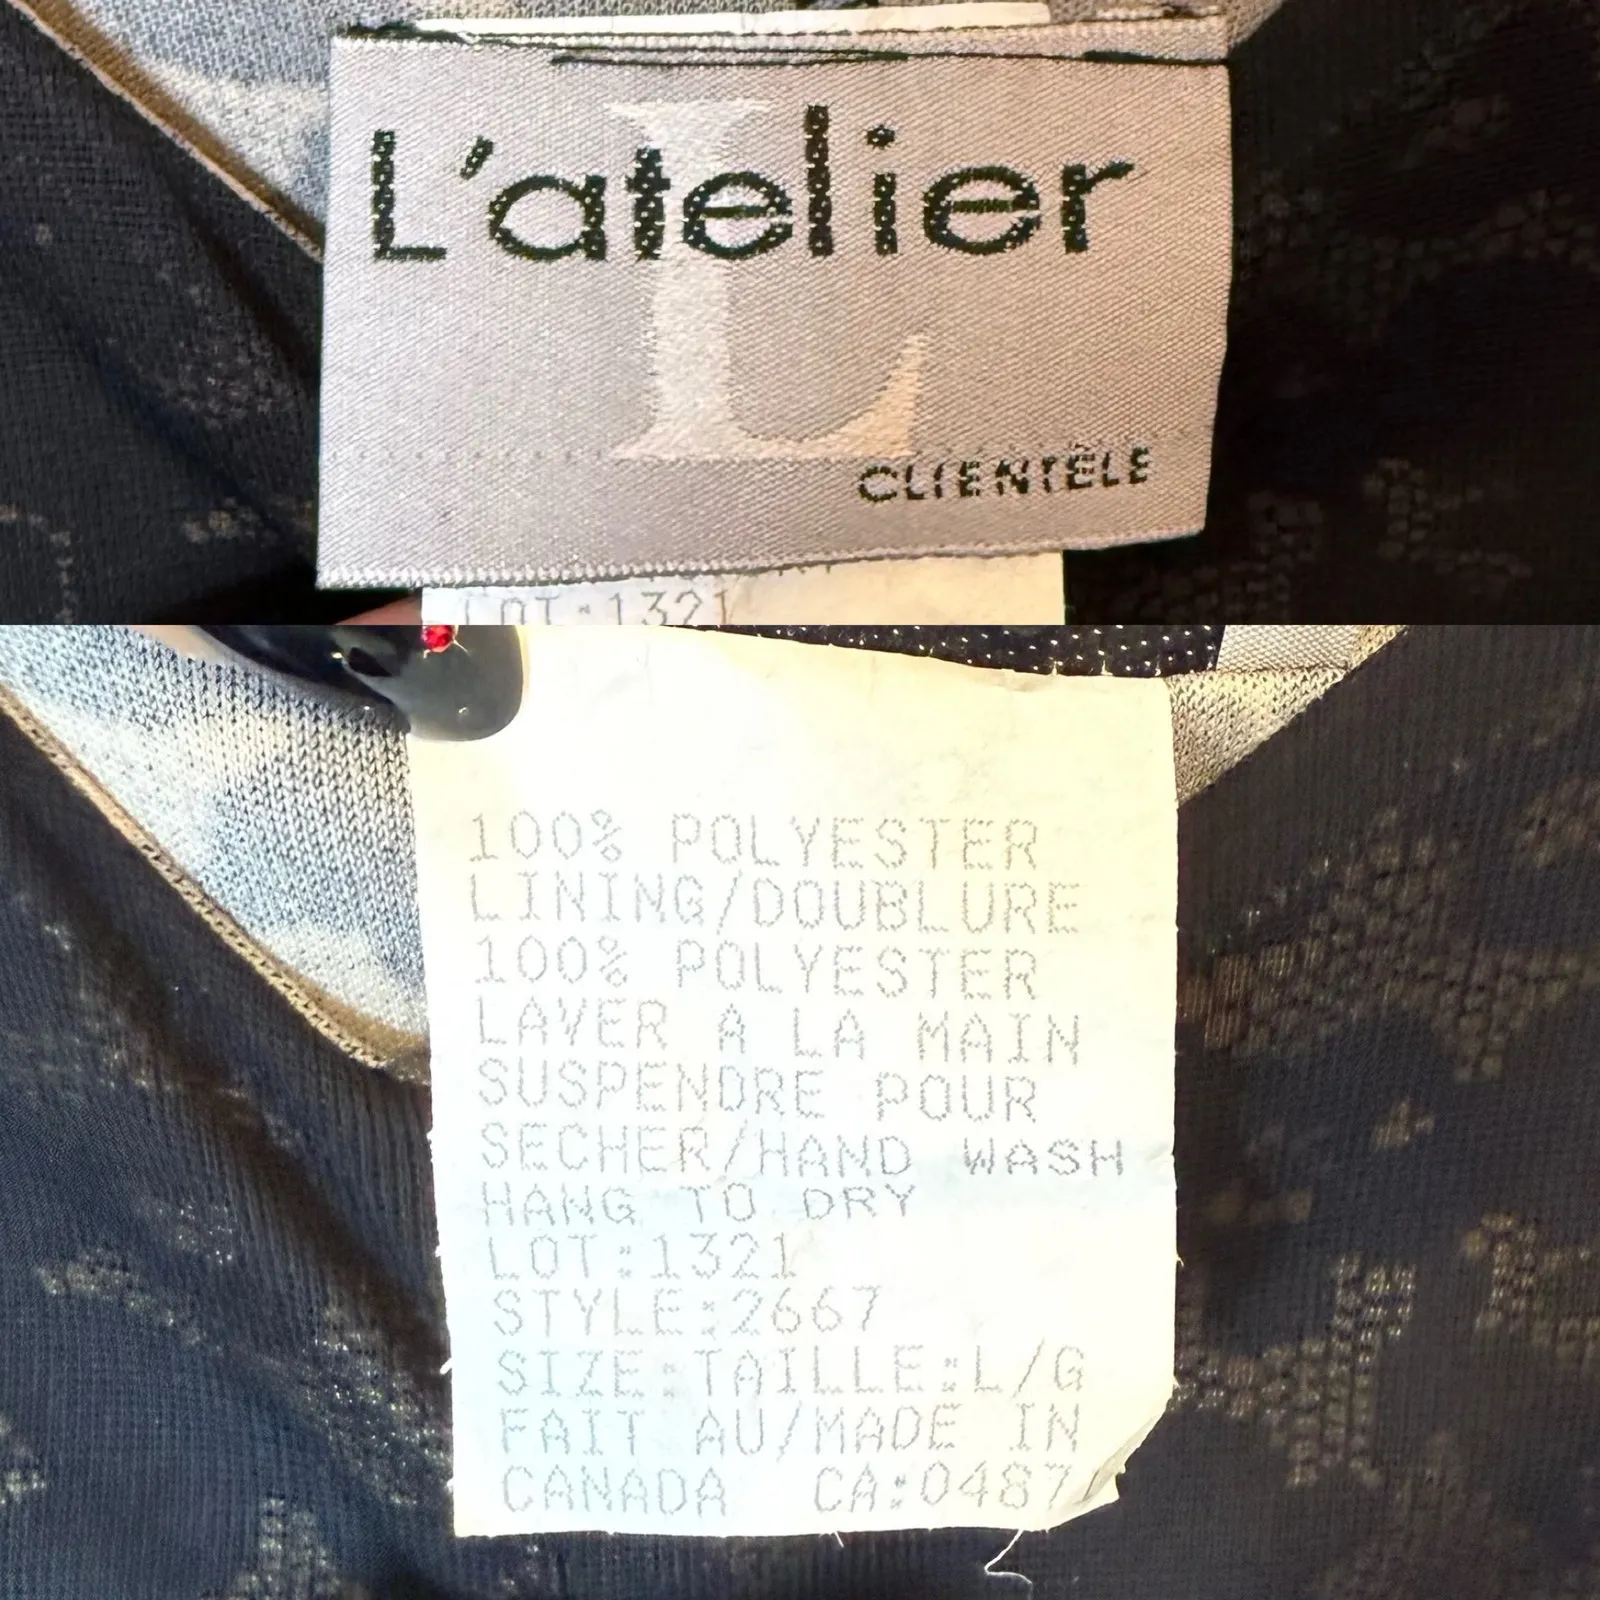 L'atelier
L
CLIENTÈLE
LOT:1321
100% POLYESTER
LINING/DOUBLURE
100% POLYESTER
LAVER A LA MAIN
SUSPENDRE POUR
SECHER/HAND WASH
HANG TO DRY
LOT:1321
STYLE:2667
SIZE:TAILLE:L/G
FAIT AU/MADE IN
CANADA CA:0487